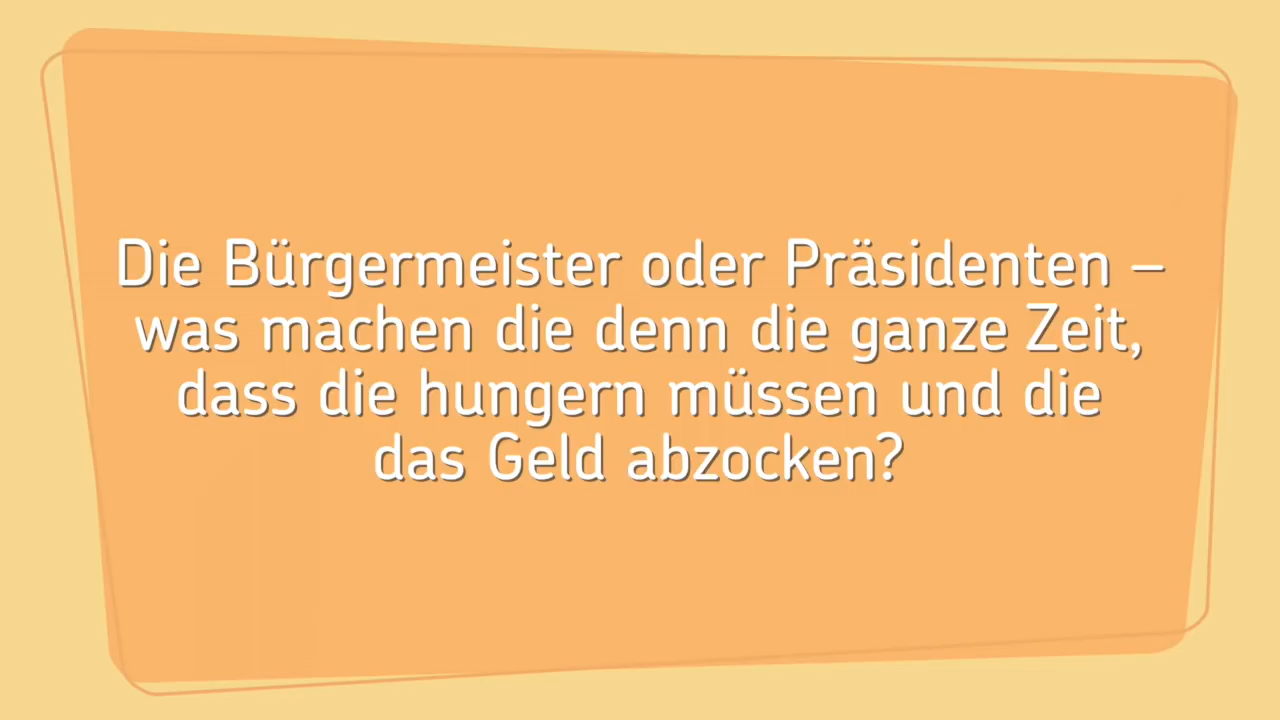 Die Bürgermeister oder Präsidenten –
was machen die denn die ganze Zeit,
dass die hungern müssen und die
das Geld abzocken?